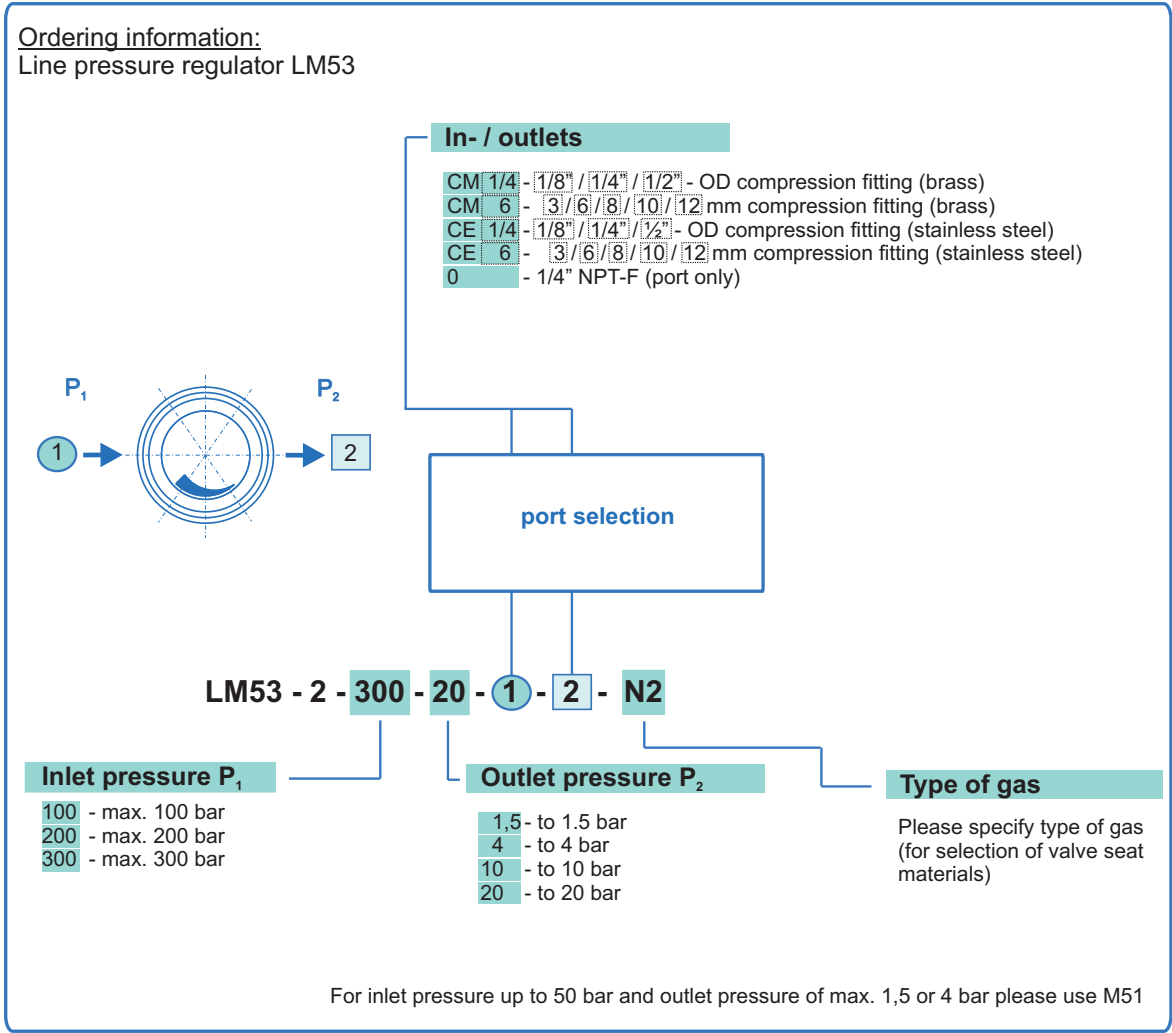 Ordering information:
Line pressure regulator LM53
In- / outlets
CM 1/4 - 1/8” / 1/4” / 1/2” - OD compression fitting (brass)
CM 6 - 3 / 6 / 8 / 10 / 12 mm compression fitting (brass)
CE 1/4 - 1/8” / 1/4” / ½” - OD compression fitting (stainless steel)
CE 6 - 3 / 6 / 8 / 10 / 12 mm compression fitting (stainless steel)
0 - 1/4” NPT-F (port only)
P₁
P₂
1
2
port selection
LM53 - 2 - 300 - 20 - 1 - 2 - N2
Inlet pressure P₁
100 - max. 100 bar
200 - max. 200 bar
300 - max. 300 bar
Outlet pressure P₂
1,5 - to 1.5 bar
4 - to 4 bar
10 - to 10 bar
20 - to 20 bar
Type of gas
Please specify type of gas
(for selection of valve seat
materials)
For inlet pressure up to 50 bar and outlet pressure of max. 1,5 or 4 bar please use M51